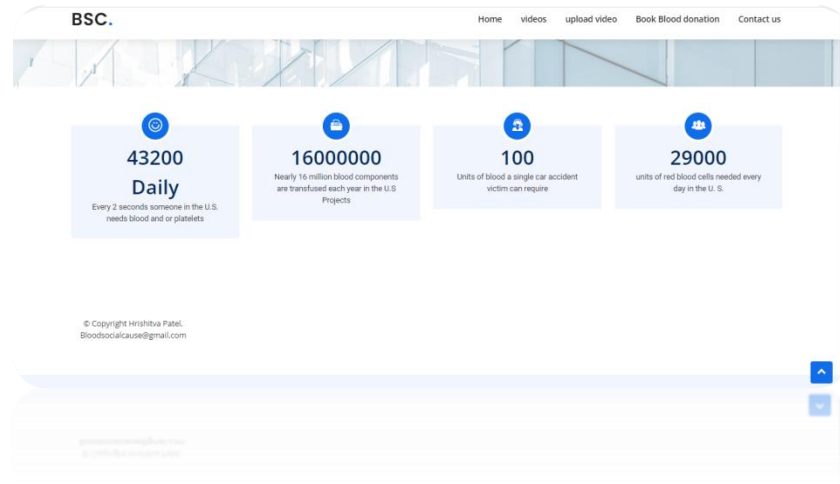 BSC.
Home videos upload video Book Blood donation Contact us
43200
Daily
Every 2 seconds someone in the U.S.
needs blood and or platelets
16000000
Nearly 16 million blood components
are transfused each year in the U.S
Projects
100
Units of blood a single car accident
victim can require
29000
units of red blood cells needed every
day in the U. S.
© Copyright Hrishitva Patel.
Bloodsocialcause@gmail.com